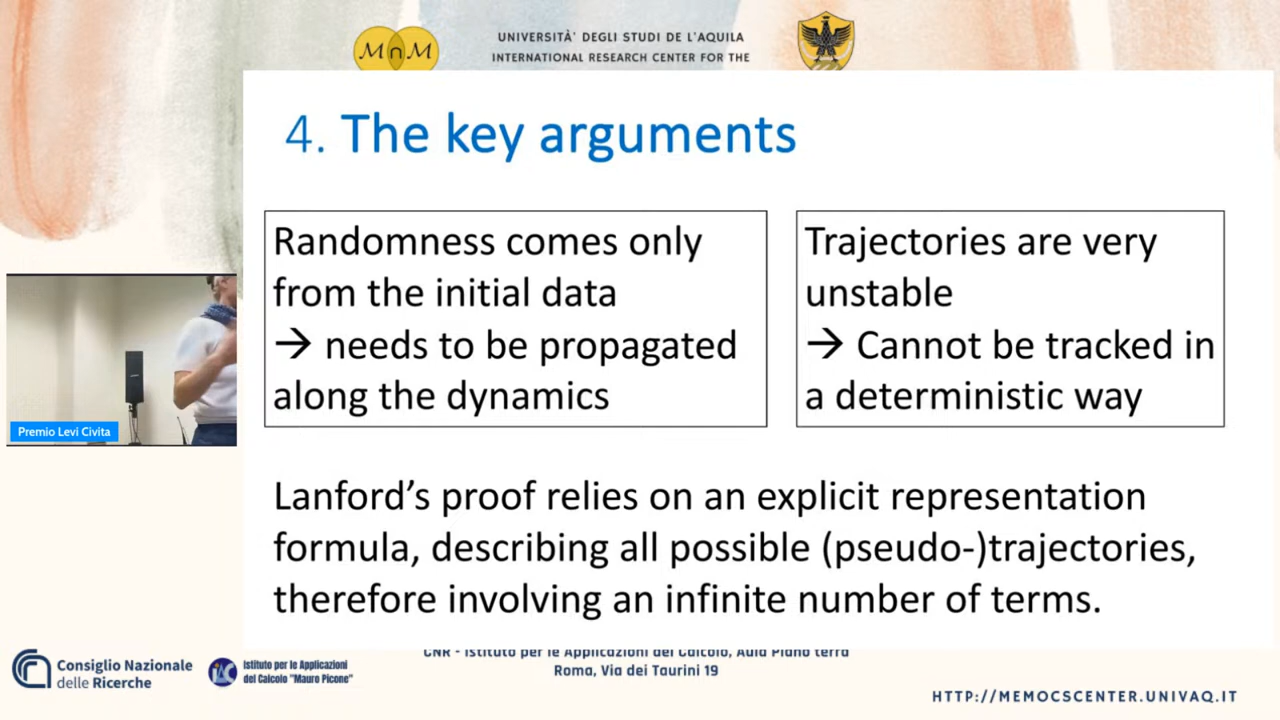 MnM
UNIVERSITÀ' DEGLI STUDI DE L'AQUILA
INTERNATIONAL RESEARCH CENTER FOR THE
4. The key arguments
Randomness comes only
from the initial data
→ needs to be propagated
along the dynamics
Trajectories are very
unstable
→ Cannot be tracked in
a deterministic way
Premio Levi Civita
Lanford's proof relies on an explicit representation
formula, describing all possible (pseudo-)trajectories,
therefore involving an infinite number of terms.
Consiglio Nazionale
delle Ricerche
IAC
Istituto per le Applicazioni
del Calcolo "Mauro Picone"
CNR - Istituto per le Applicazioni del Calcolo, Aula Piano terra
Roma, Via dei Taurini 19
HTTP://MEMOCSCENTER.UNIVAQ.IT